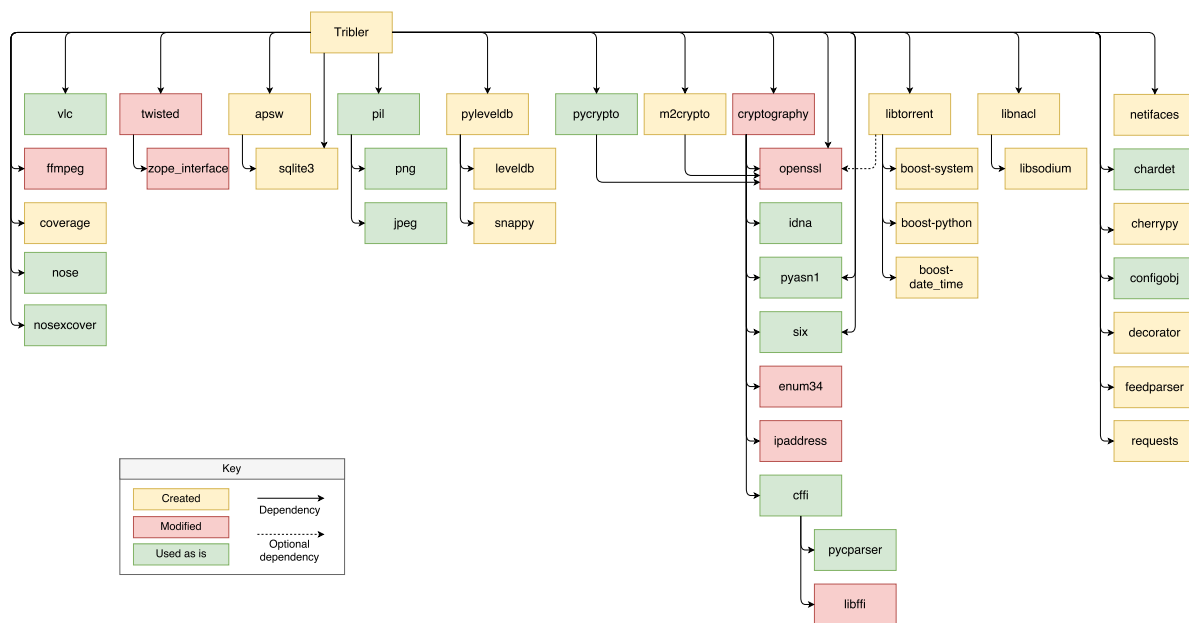 Tribler
vlc
twisted
apsw
pil
pyleveldb
pycrypto
m2crypto
cryptography
libtorrent
libnacl
netifaces
ffmpeg
zope_interface
sqlite3
png
leveldb
openssl
boost-system
libsodium
chardet
coverage
jpeg
snappy
idna
boost-python
cherrypy
nose
pyasn1
boost-
date_time
configobj
nosexcover
six
decorator
enum34
feedparser
ipaddress
requests
Key
Created
Dependency
Modified
Optional
dependency
Used as is
cffi
pycparser
libffi